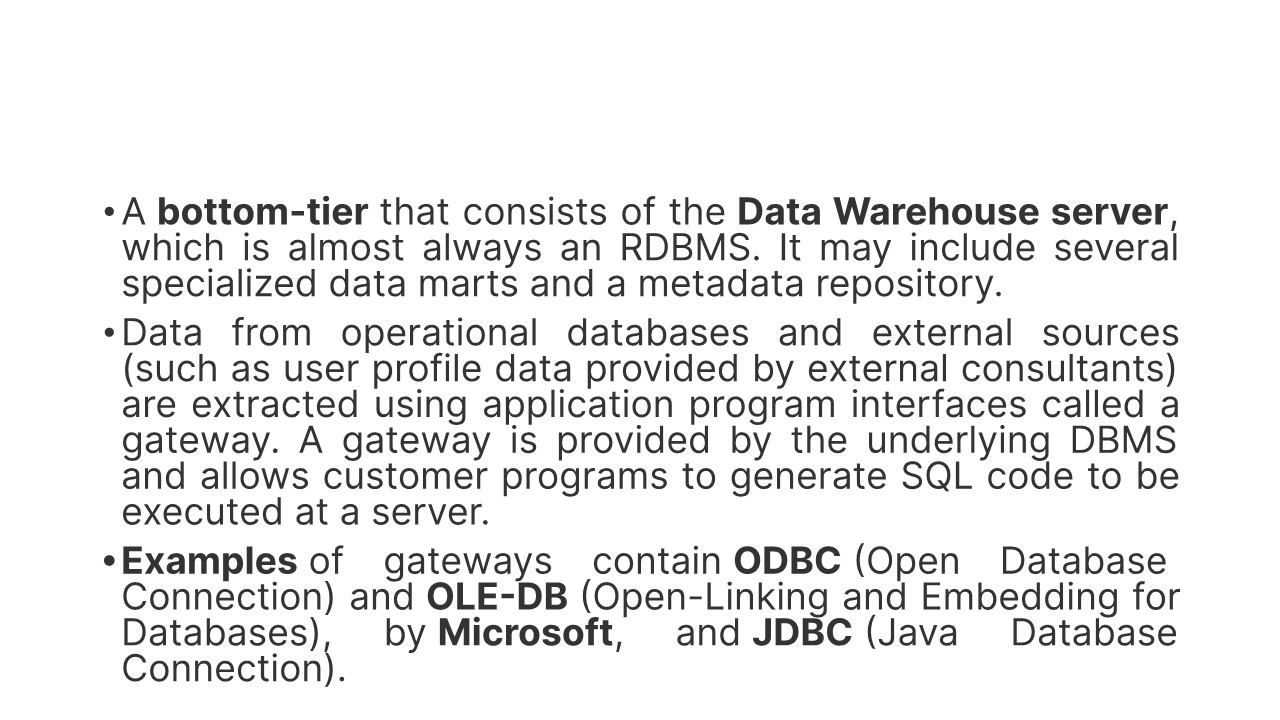 •A bottom-tier that consists of the Data Warehouse server,
which is almost always an RDBMS. It may include several
specialized data marts and a metadata repository.
•Data from operational databases and external sources
(such as user profile data provided by external consultants)
are extracted using application program interfaces called a
gateway. A gateway is provided by the underlying DBMS
and allows customer programs to generate SQL code to be
executed at a server.
•Examples of gateways contain ODBC (Open Database
Connection) and OLE-DB (Open-Linking and Embedding for
Databases), by Microsoft, and JDBC (Java Database
Connection).